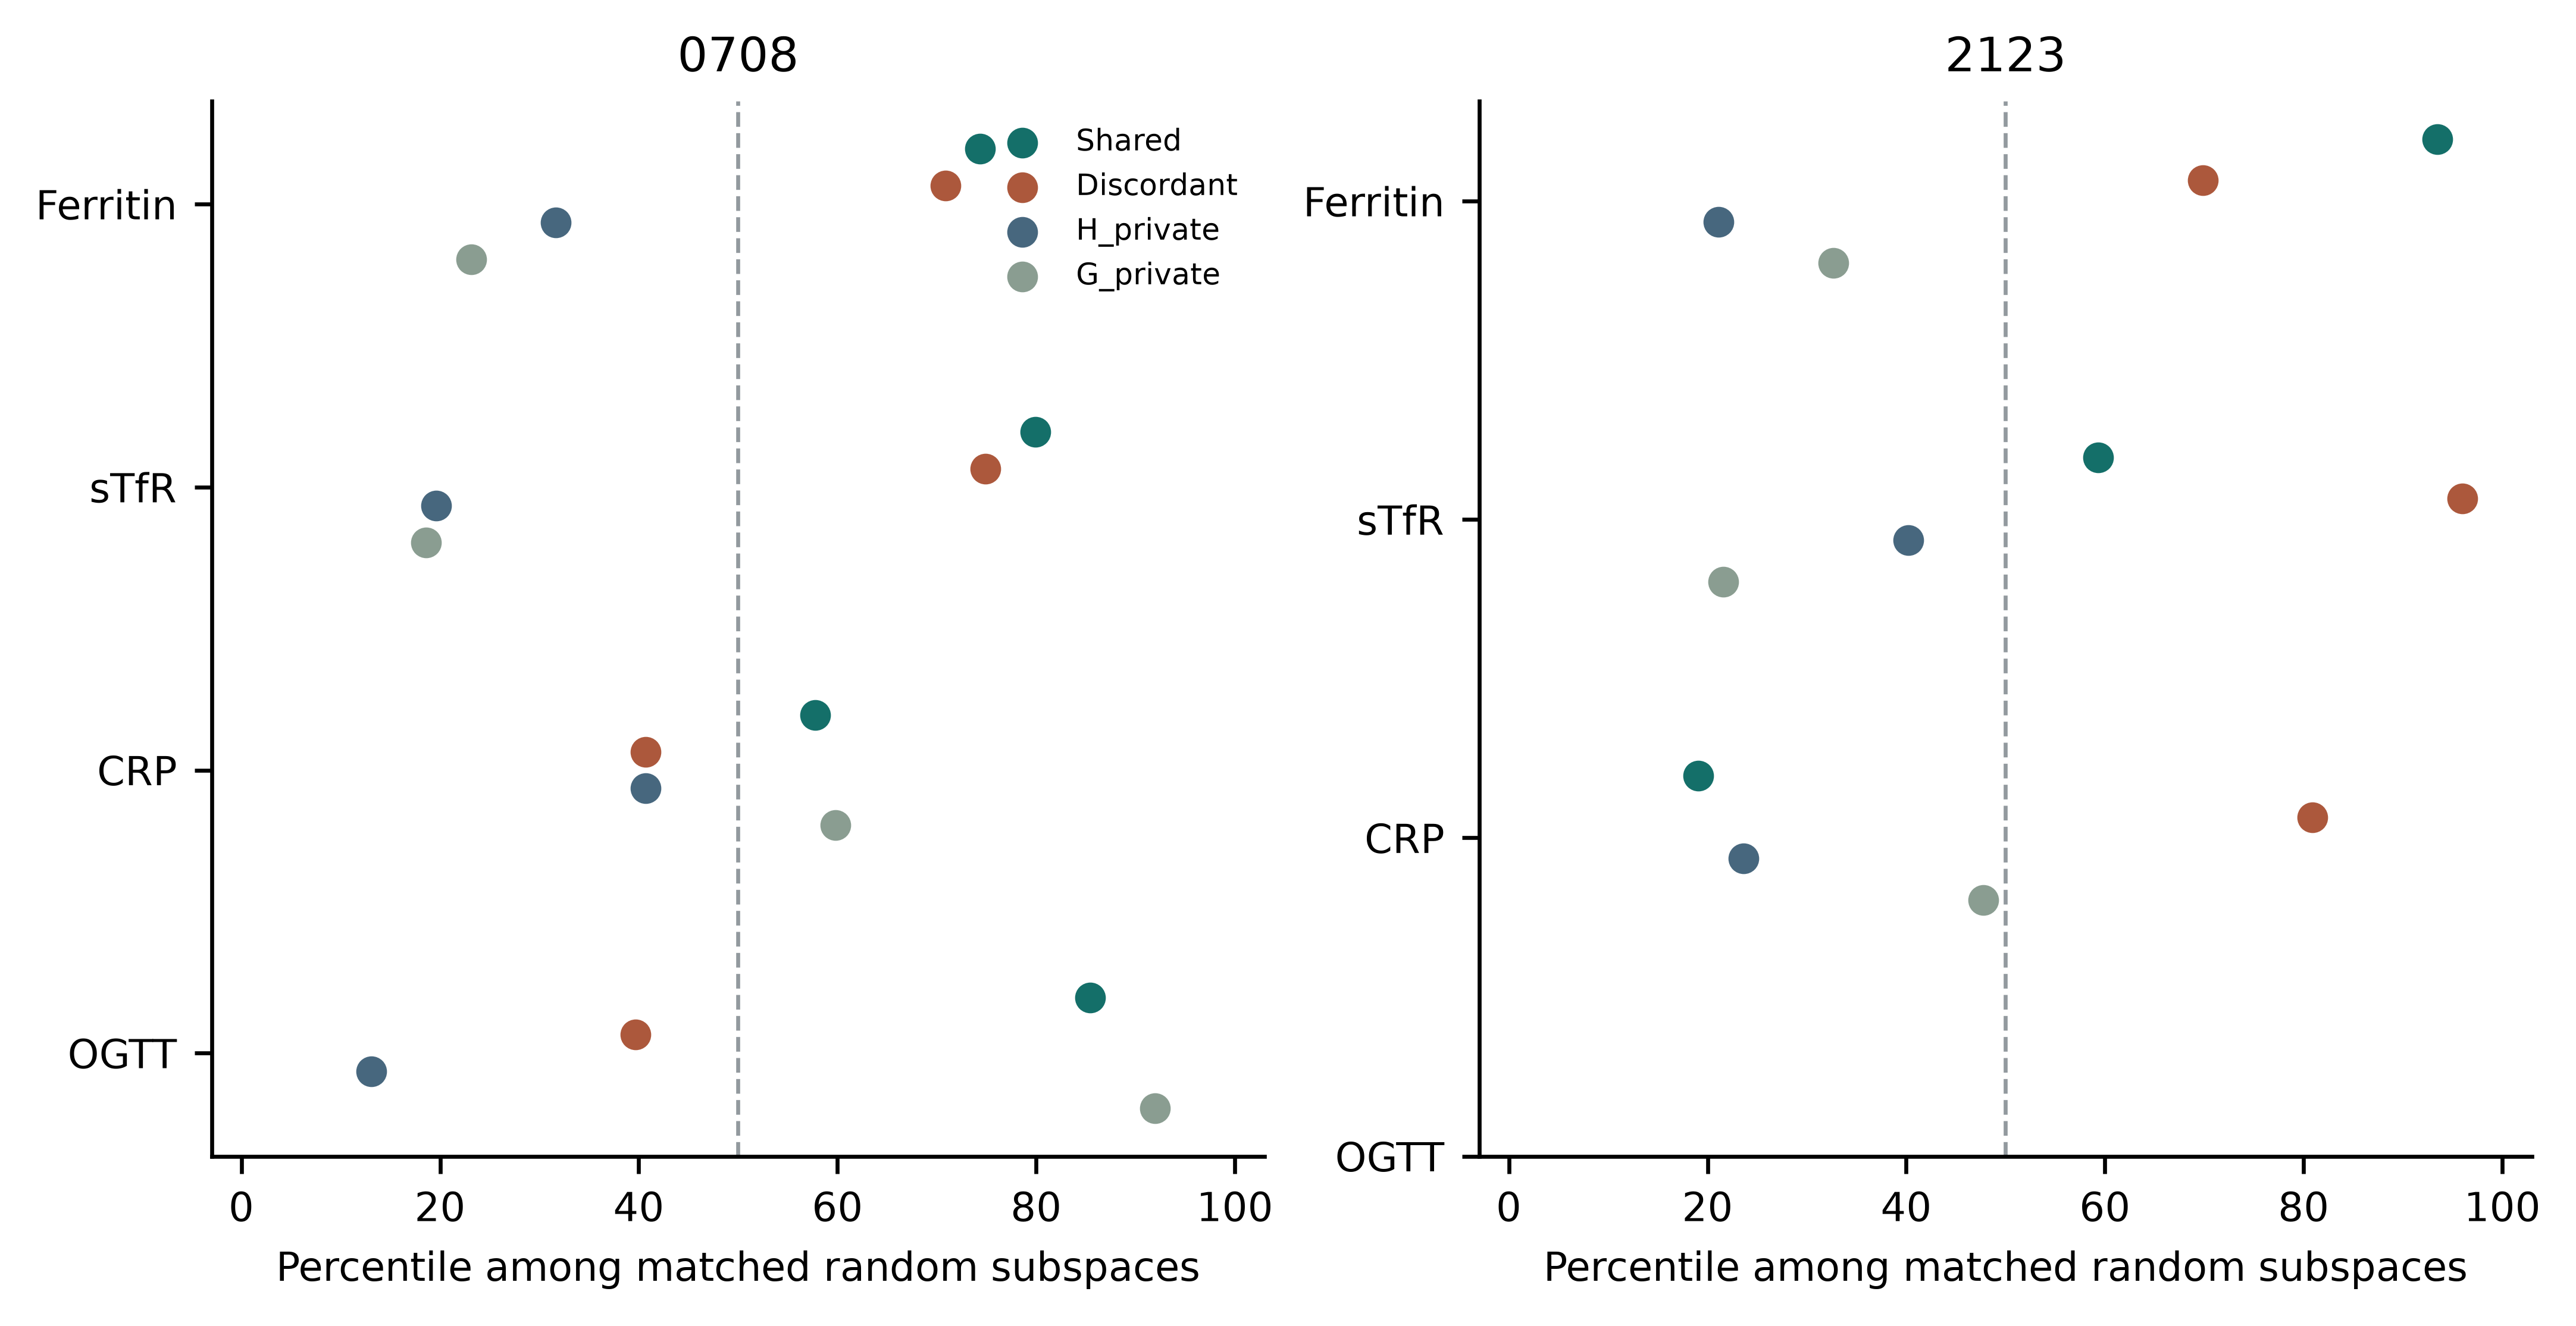 0708
Ferritin
sTfR
CRP
OGTT
Shared
Discordant
H_private
G_private
0 20 40 60 80 100
Percentile among matched random subspaces
2123
Ferritin
sTfR
CRP
OGTT
0 20 40 60 80 100
Percentile among matched random subspaces